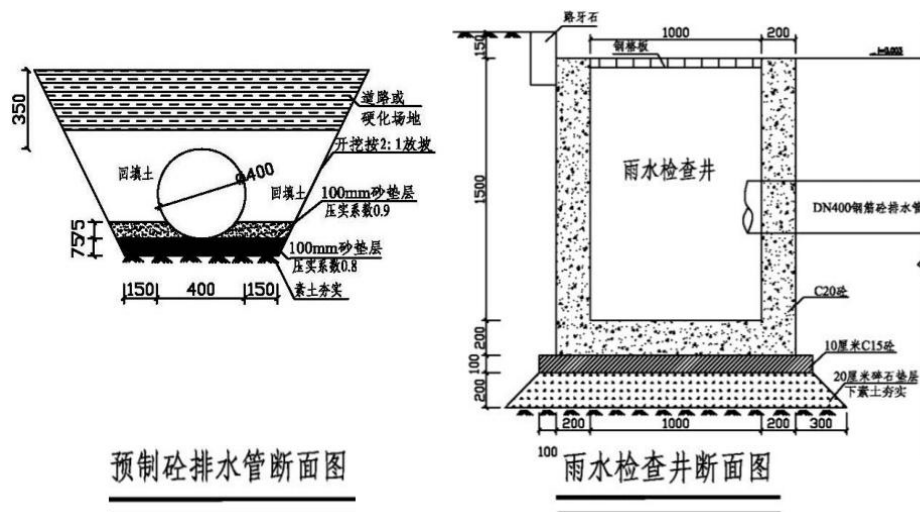 350
道路或
硬化场地
开挖按2:1放坡
回填土
φ400
回填土
100mm砂垫层
压实系数0.9
7575
100mm砂垫层
压实系数0.8
素土夯实
150
400
150
预制砼排水管断面图
路牙石
150
1000
200
钢格板
i=0.003
雨水检查井
1500
DN400钢筋砼排水管
C20砼
200
10厘米C15砼
100
20厘米碎石垫层
下素土夯实
200
200
1000
200
300
100
雨水检查井断面图